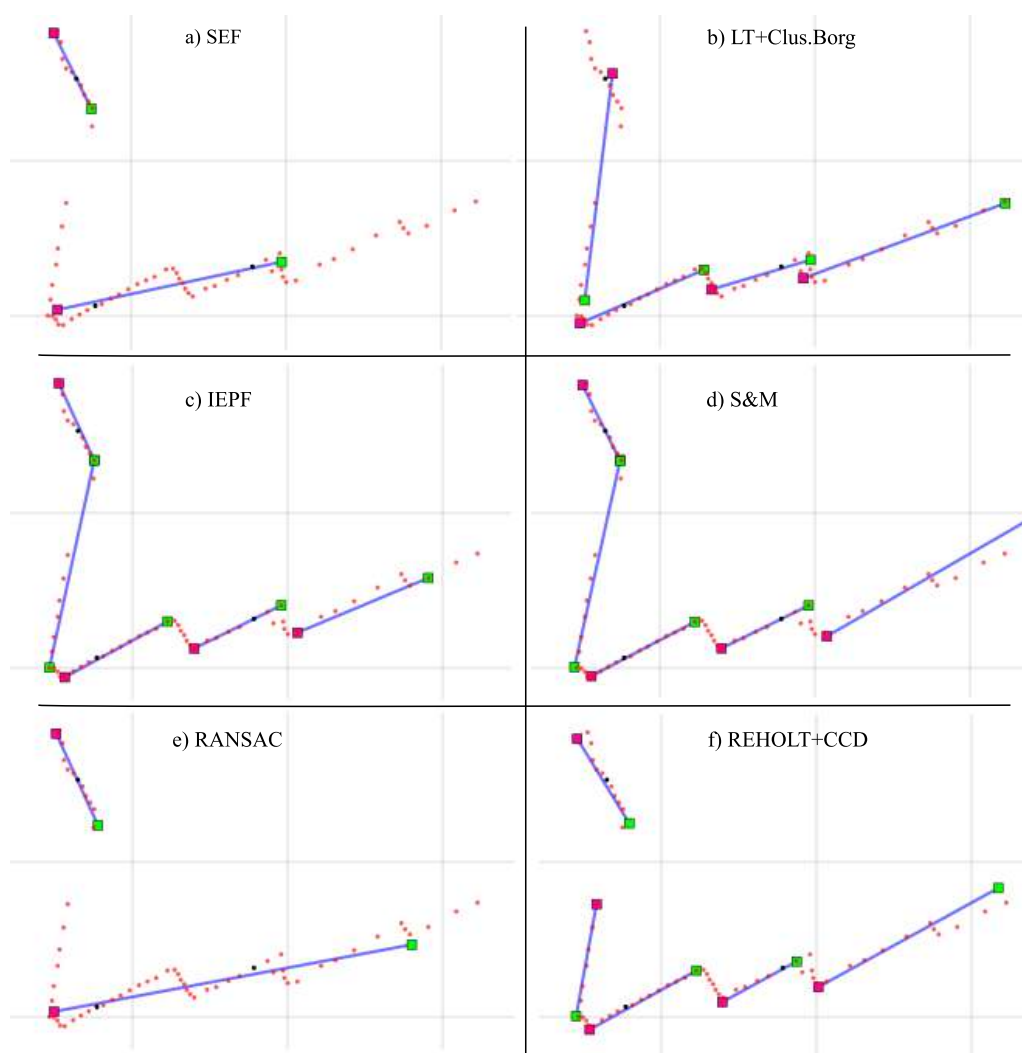 a) SEF
b) LT+Clus.Borg
c) IEPF
d) S&M
e) RANSAC
f) REHOLT+CCD